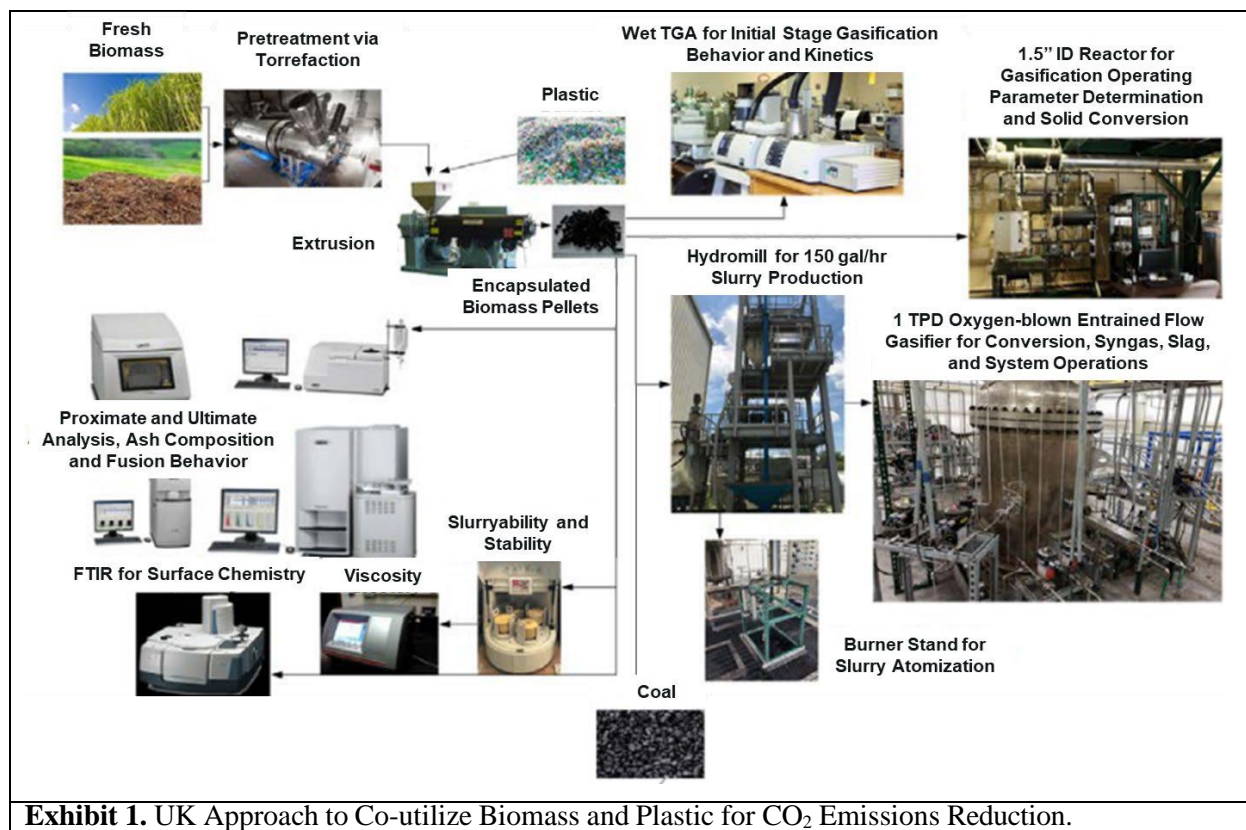 Fresh
Biomass
Pretreatment via
Torrefaction
Plastic
Wet TGA for Initial Stage Gasification
Behavior and Kinetics
1.5” ID Reactor for
Gasification Operating
Parameter Determination
and Solid Conversion
Extrusion
Encapsulated
Biomass Pellets
Hydromill for 150 gal/hr
Slurry Production
1 TPD Oxygen-blown Entrained Flow
Gasifier for Conversion, Syngas, Slag,
and System Operations
Proximate and Ultimate
Analysis, Ash Composition
and Fusion Behavior
Slurryability and
Stability
FTIR for Surface Chemistry
Viscosity
Burner Stand for
Slurry Atomization
Coal
Exhibit 1. UK Approach to Co-utilize Biomass and Plastic for CO₂ Emissions Reduction.